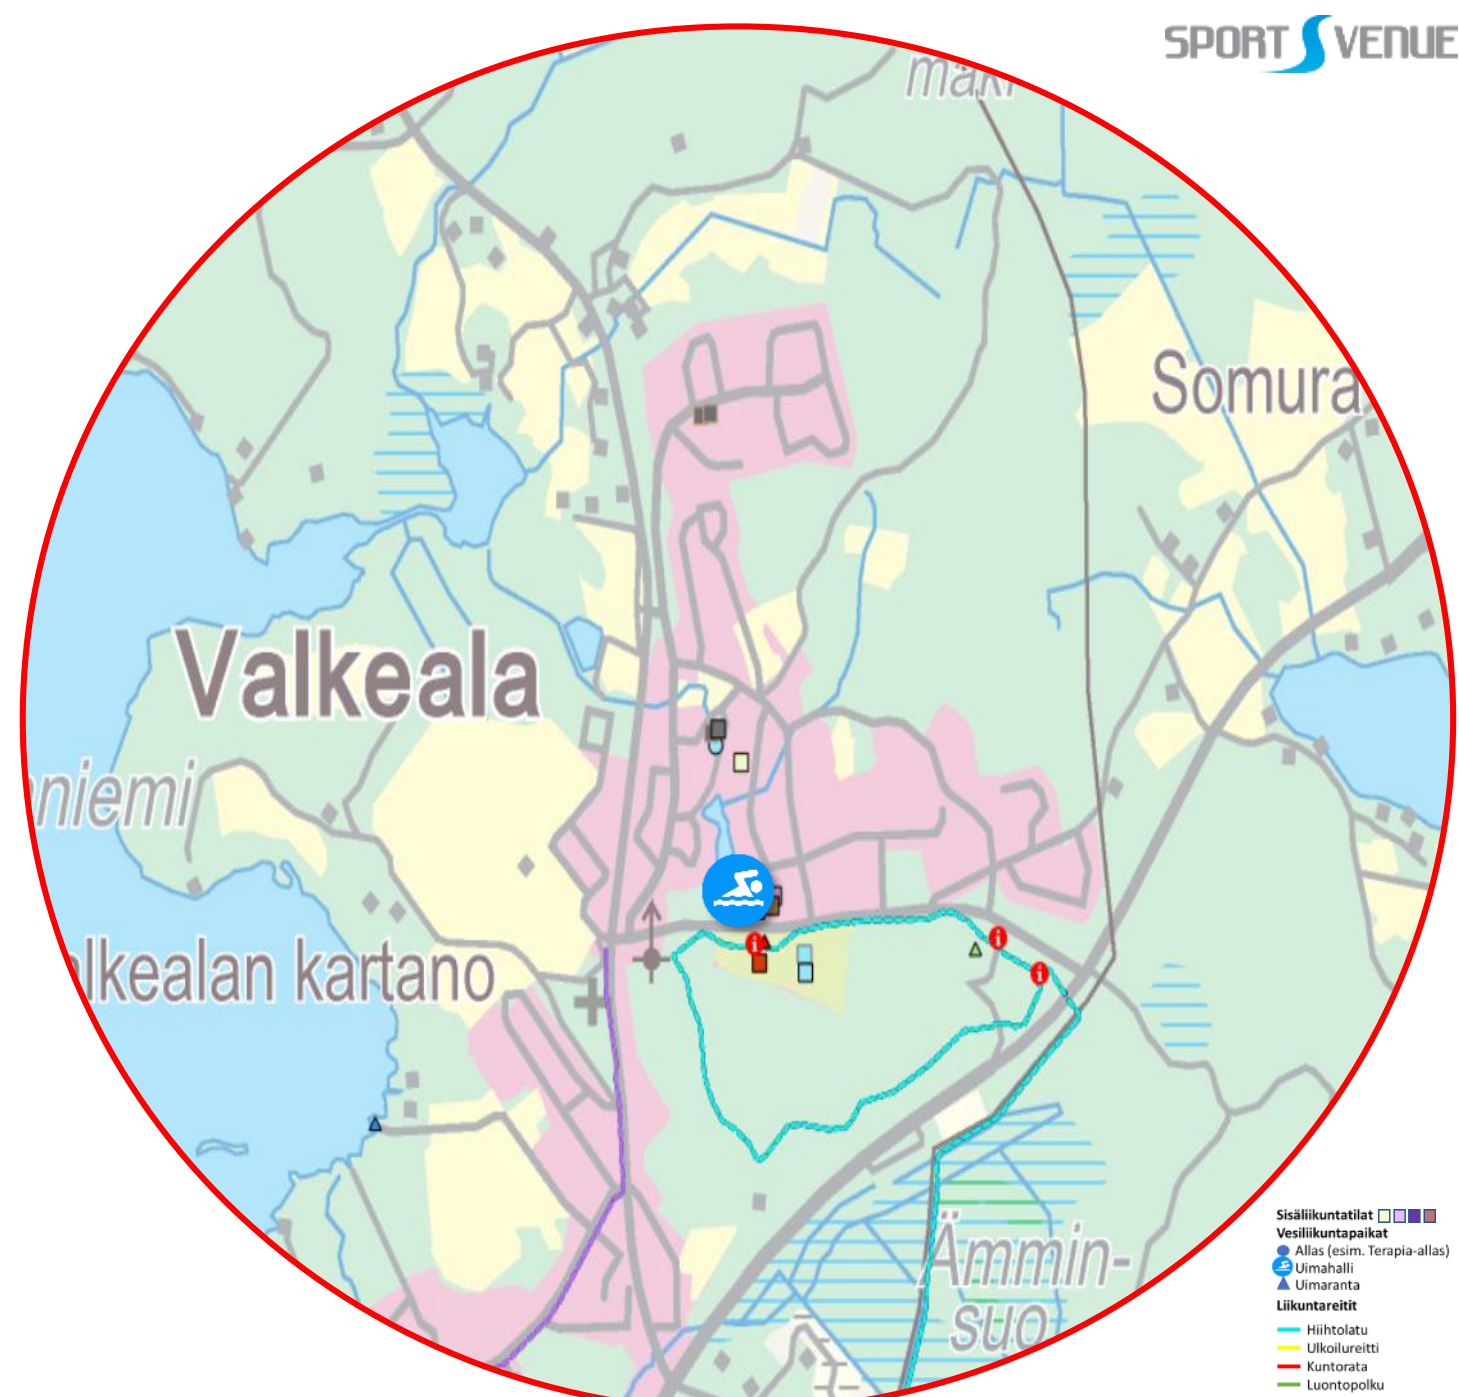 SPORT VENUE
mäki
Somura
Valkeala
niemi
lkealan kartano
Ämmin-
suo
Sisäliikuntatilat
Vesiliikuntapaikat
Allas (esim. Terapia-allas)
Uimahalli
Uimaranta
Liikuntareitit
Hiihtolatu
Ulkoilureitti
Kuntorata
Luontopolku